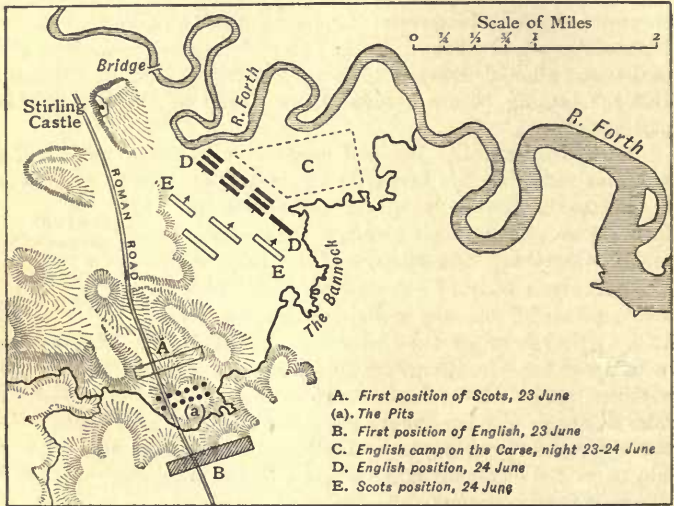 Scale of Miles
0 ¼ ½ ¾ 1 2
Bridge
Stirling
Castle
R. Forth
R. Forth
D
C
E
ROMAN ROAD
D
E
The Bannock
A
(a)
B
A. First position of Scots, 23 June
(a). The Pits
B. First position of English, 23 June
C. English camp on the Carse, night 23-24 June
D. English position, 24 June
E. Scots position, 24 June